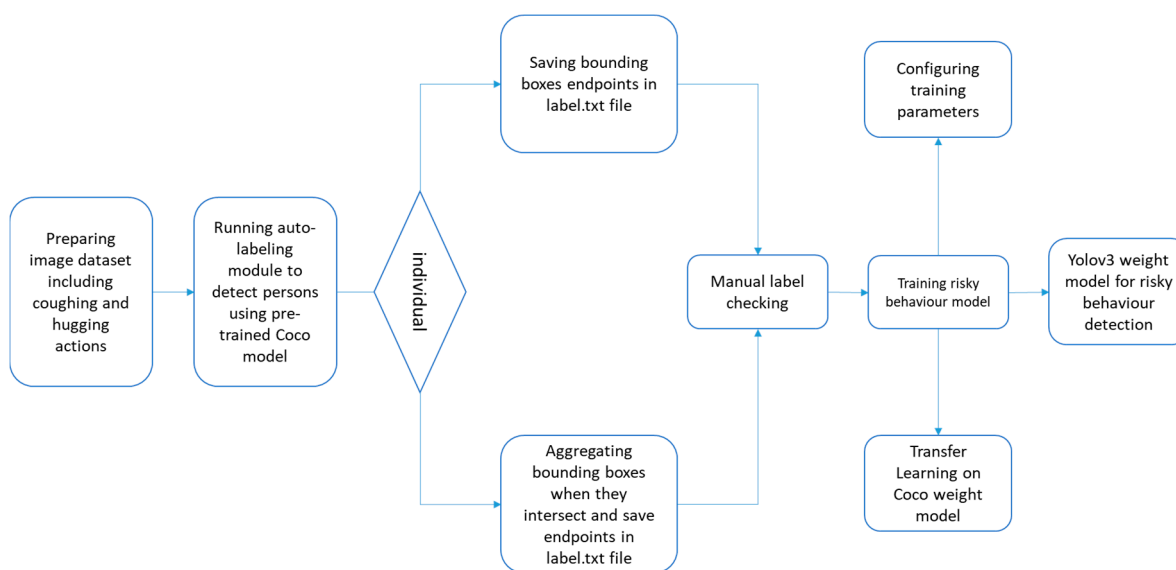 Preparing
image dataset
including
coughing and
hugging
actions
Running auto-
labeling
module to
detect persons
using pre-
trained Coco
model
individual
Saving bounding
boxes endpoints in
label.txt file
Aggregating
bounding boxes
when they
intersect and save
endpoints in
label.txt file
Manual label
checking
Training risky
behaviour model
Configuring
training
parameters
Yolov3 weight
model for risky
behaviour
detection
Transfer
Learning on
Coco weight
model